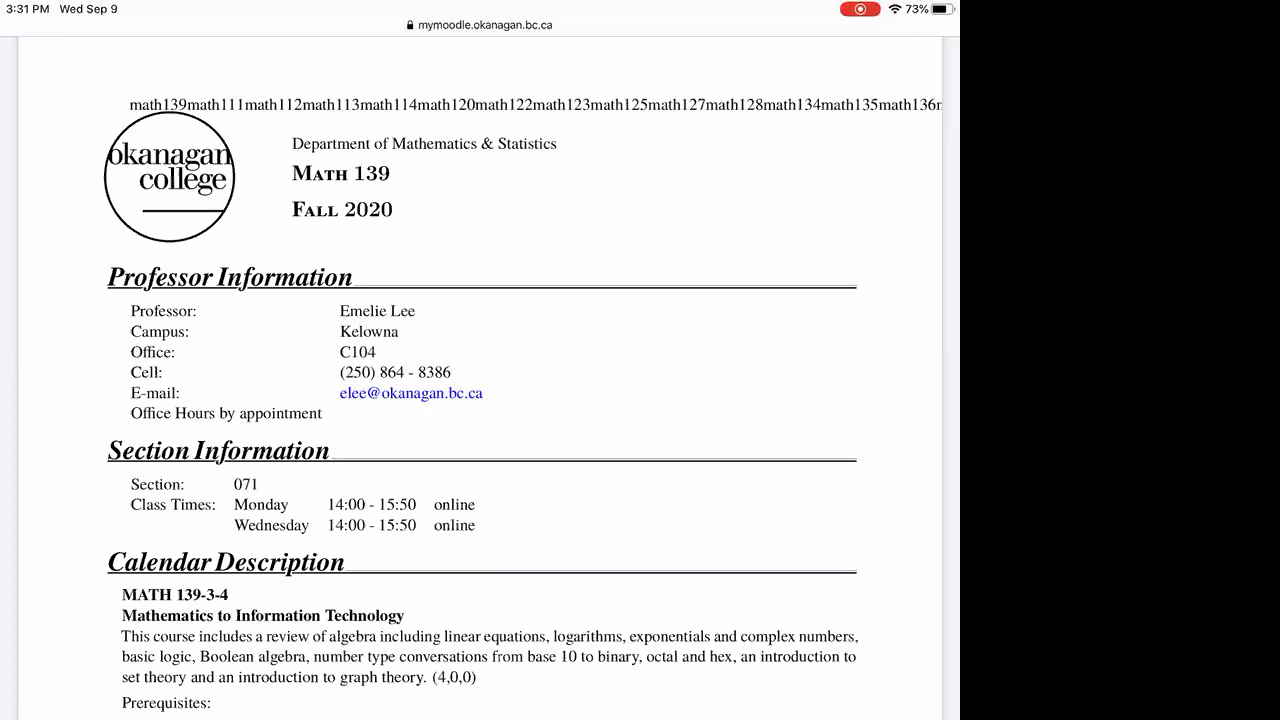 3:31 PM Wed Sep 9
73%
mymoodle.okanagan.bc.ca
math139math111math112math113math114math120math122math123math125math127math128math134math135math136
okanagan
college
Department of Mathematics & Statistics
MATH 139
FALL 2020
Professor Information
Professor: Emelie Lee
Campus: Kelowna
Office: C104
Cell: (250) 864 - 8386
E-mail: elee@okanagan.bc.ca
Office Hours by appointment
Section Information
Section: 071
Class Times: Monday 14:00 - 15:50 online
Wednesday 14:00 - 15:50 online
Calendar Description
MATH 139-3-4
Mathematics to Information Technology
This course includes a review of algebra including linear equations, logarithms, exponentials and complex numbers,
basic logic, Boolean algebra, number type conversations from base 10 to binary, octal and hex, an introduction to
set theory and an introduction to graph theory. (4,0,0)
Prerequisites: